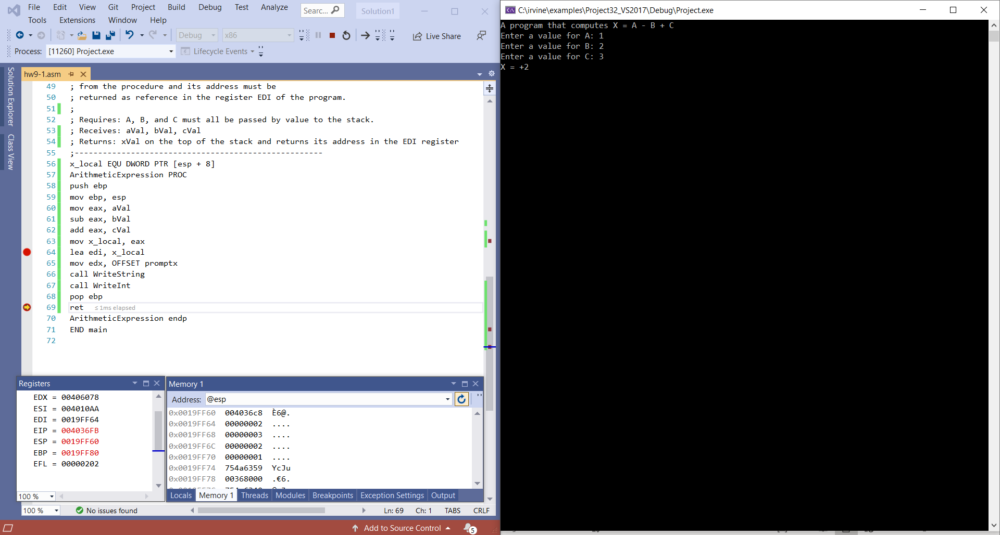 File Edit View Git Project Build Debug Test Analyze Searc... Solution1
Tools Extensions Window Help
Debug x86 Live Share
Process: [11260] Project.exe Lifecycle Events
Solution Explorer
Class View
hw9-1.asm
49 ; from the procedure and its address must be
50 ; returned as reference in the register EDI of the program.
51 ;
52 ; Requires: A, B, and C must all be passed by value to the stack.
53 ; Receives: aVal, bVal, cVal
54 ; Returns: xVal on the top of the stack and returns its address in the EDI register
55 ;-----------------------------------------------------
56 x_local EQU DWORD PTR [esp + 8]
57 ArithmeticExpression PROC
58 push ebp
59 mov ebp, esp
60 mov eax, aVal
61 sub eax, bVal
62 add eax, cVal
63 mov x_local, eax
64 lea edi, x_local
65 mov edx, OFFSET promptx
66 call WriteString
67 call WriteInt
68 pop ebp
69 ret ≤ 1ms elapsed
70 ArithmeticExpression endp
71 END main
72
Registers
EDX = 00406078
ESI = 004010AA
EDI = 0019FF64
EIP = 004036FB
ESP = 0019FF60
EBP = 0019FF80
EFL = 00000202
100 %
Memory 1
Address: @esp
0x0019FF60 004036c8 È6@.
0x0019FF64 00000002 ....
0x0019FF68 00000003 ....
0x0019FF6C 00000002 ....
0x0019FF70 00000001 ....
0x0019FF74 754a6359 YcJu
0x0019FF78 00368000 .€6.
Locals Memory 1 Threads Modules Breakpoints Exception Settings Output
100 % No issues found Ln: 69 Ch: 1 TABS CRLF
Add to Source Control 5
C:\irvine\examples\Project32_VS2017\Debug\Project.exe
A program that computes X = A - B + C
Enter a value for A: 1
Enter a value for B: 2
Enter a value for C: 3
X = +2